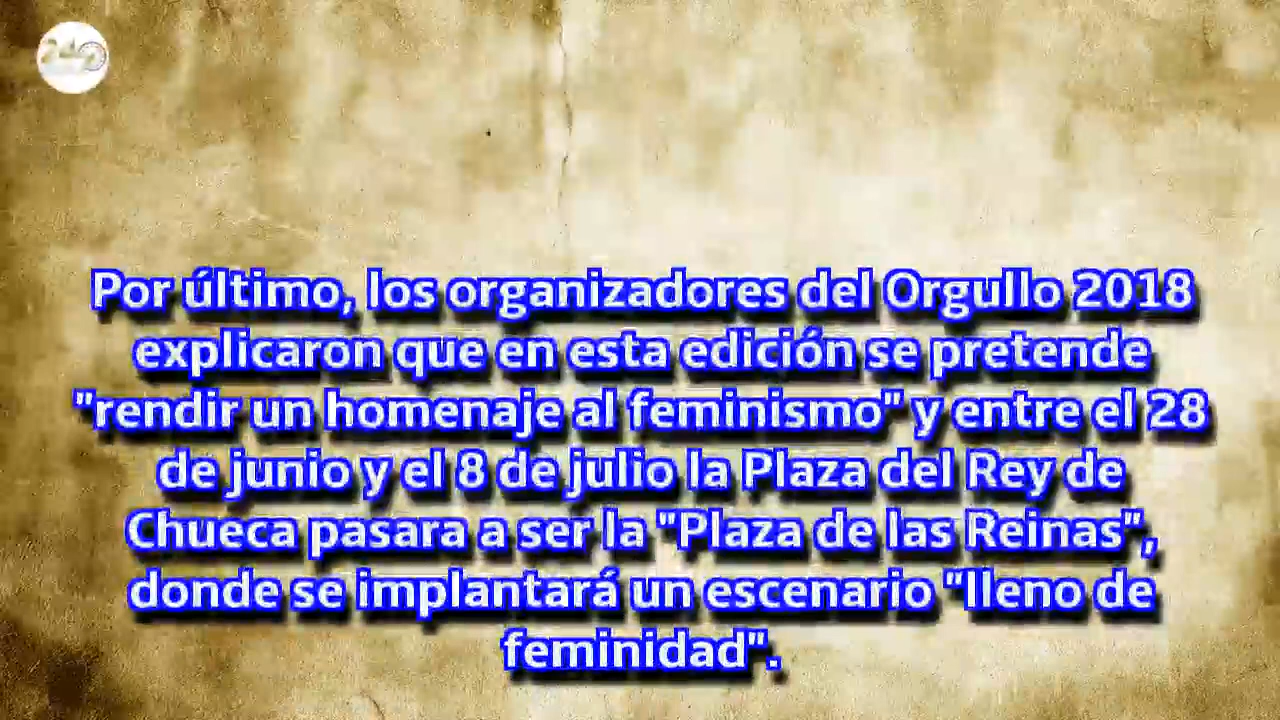 Por último, los organizadores del Orgullo 2018
explicaron que en esta edición se pretende
"rendir un homenaje al feminismo" y entre el 28
de junio y el 8 de julio la Plaza del Rey de
Chueca pasara a ser la "Plaza de las Reinas",
donde se implantará un escenario "lleno de
feminidad".